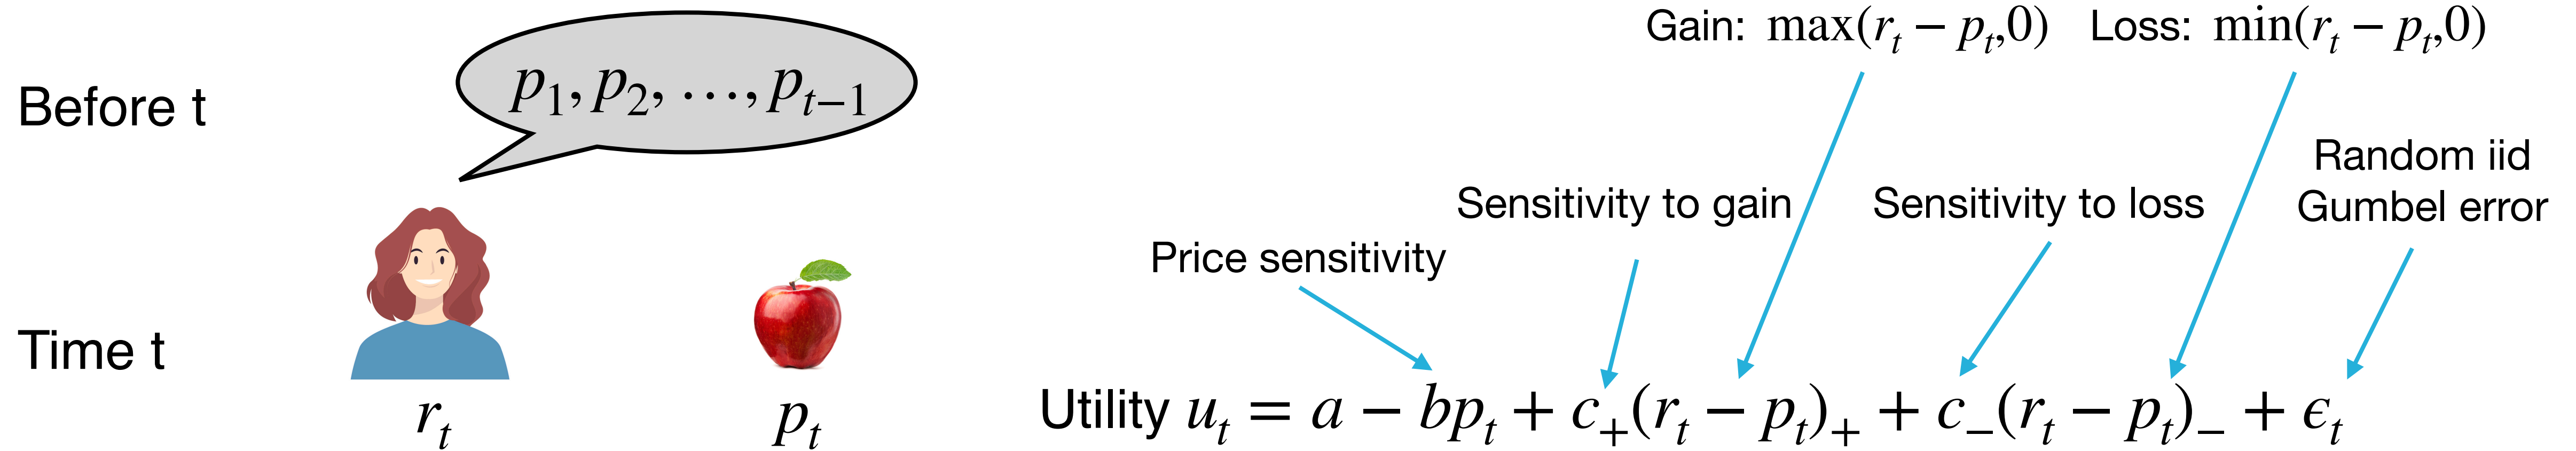 Gain: max(r_t − p_t,0) Loss: min(r_t − p_t,0)
Before t
p_1, p_2, …, p_{t−1}
Random iid
Gumbel error
Sensitivity to gain
Sensitivity to loss
Price sensitivity
Time t
r_t
p_t
Utility u_t = a − bp_t + c_+(r_t − p_t)_+ + c_−(r_t − p_t)_− + ϵ_t